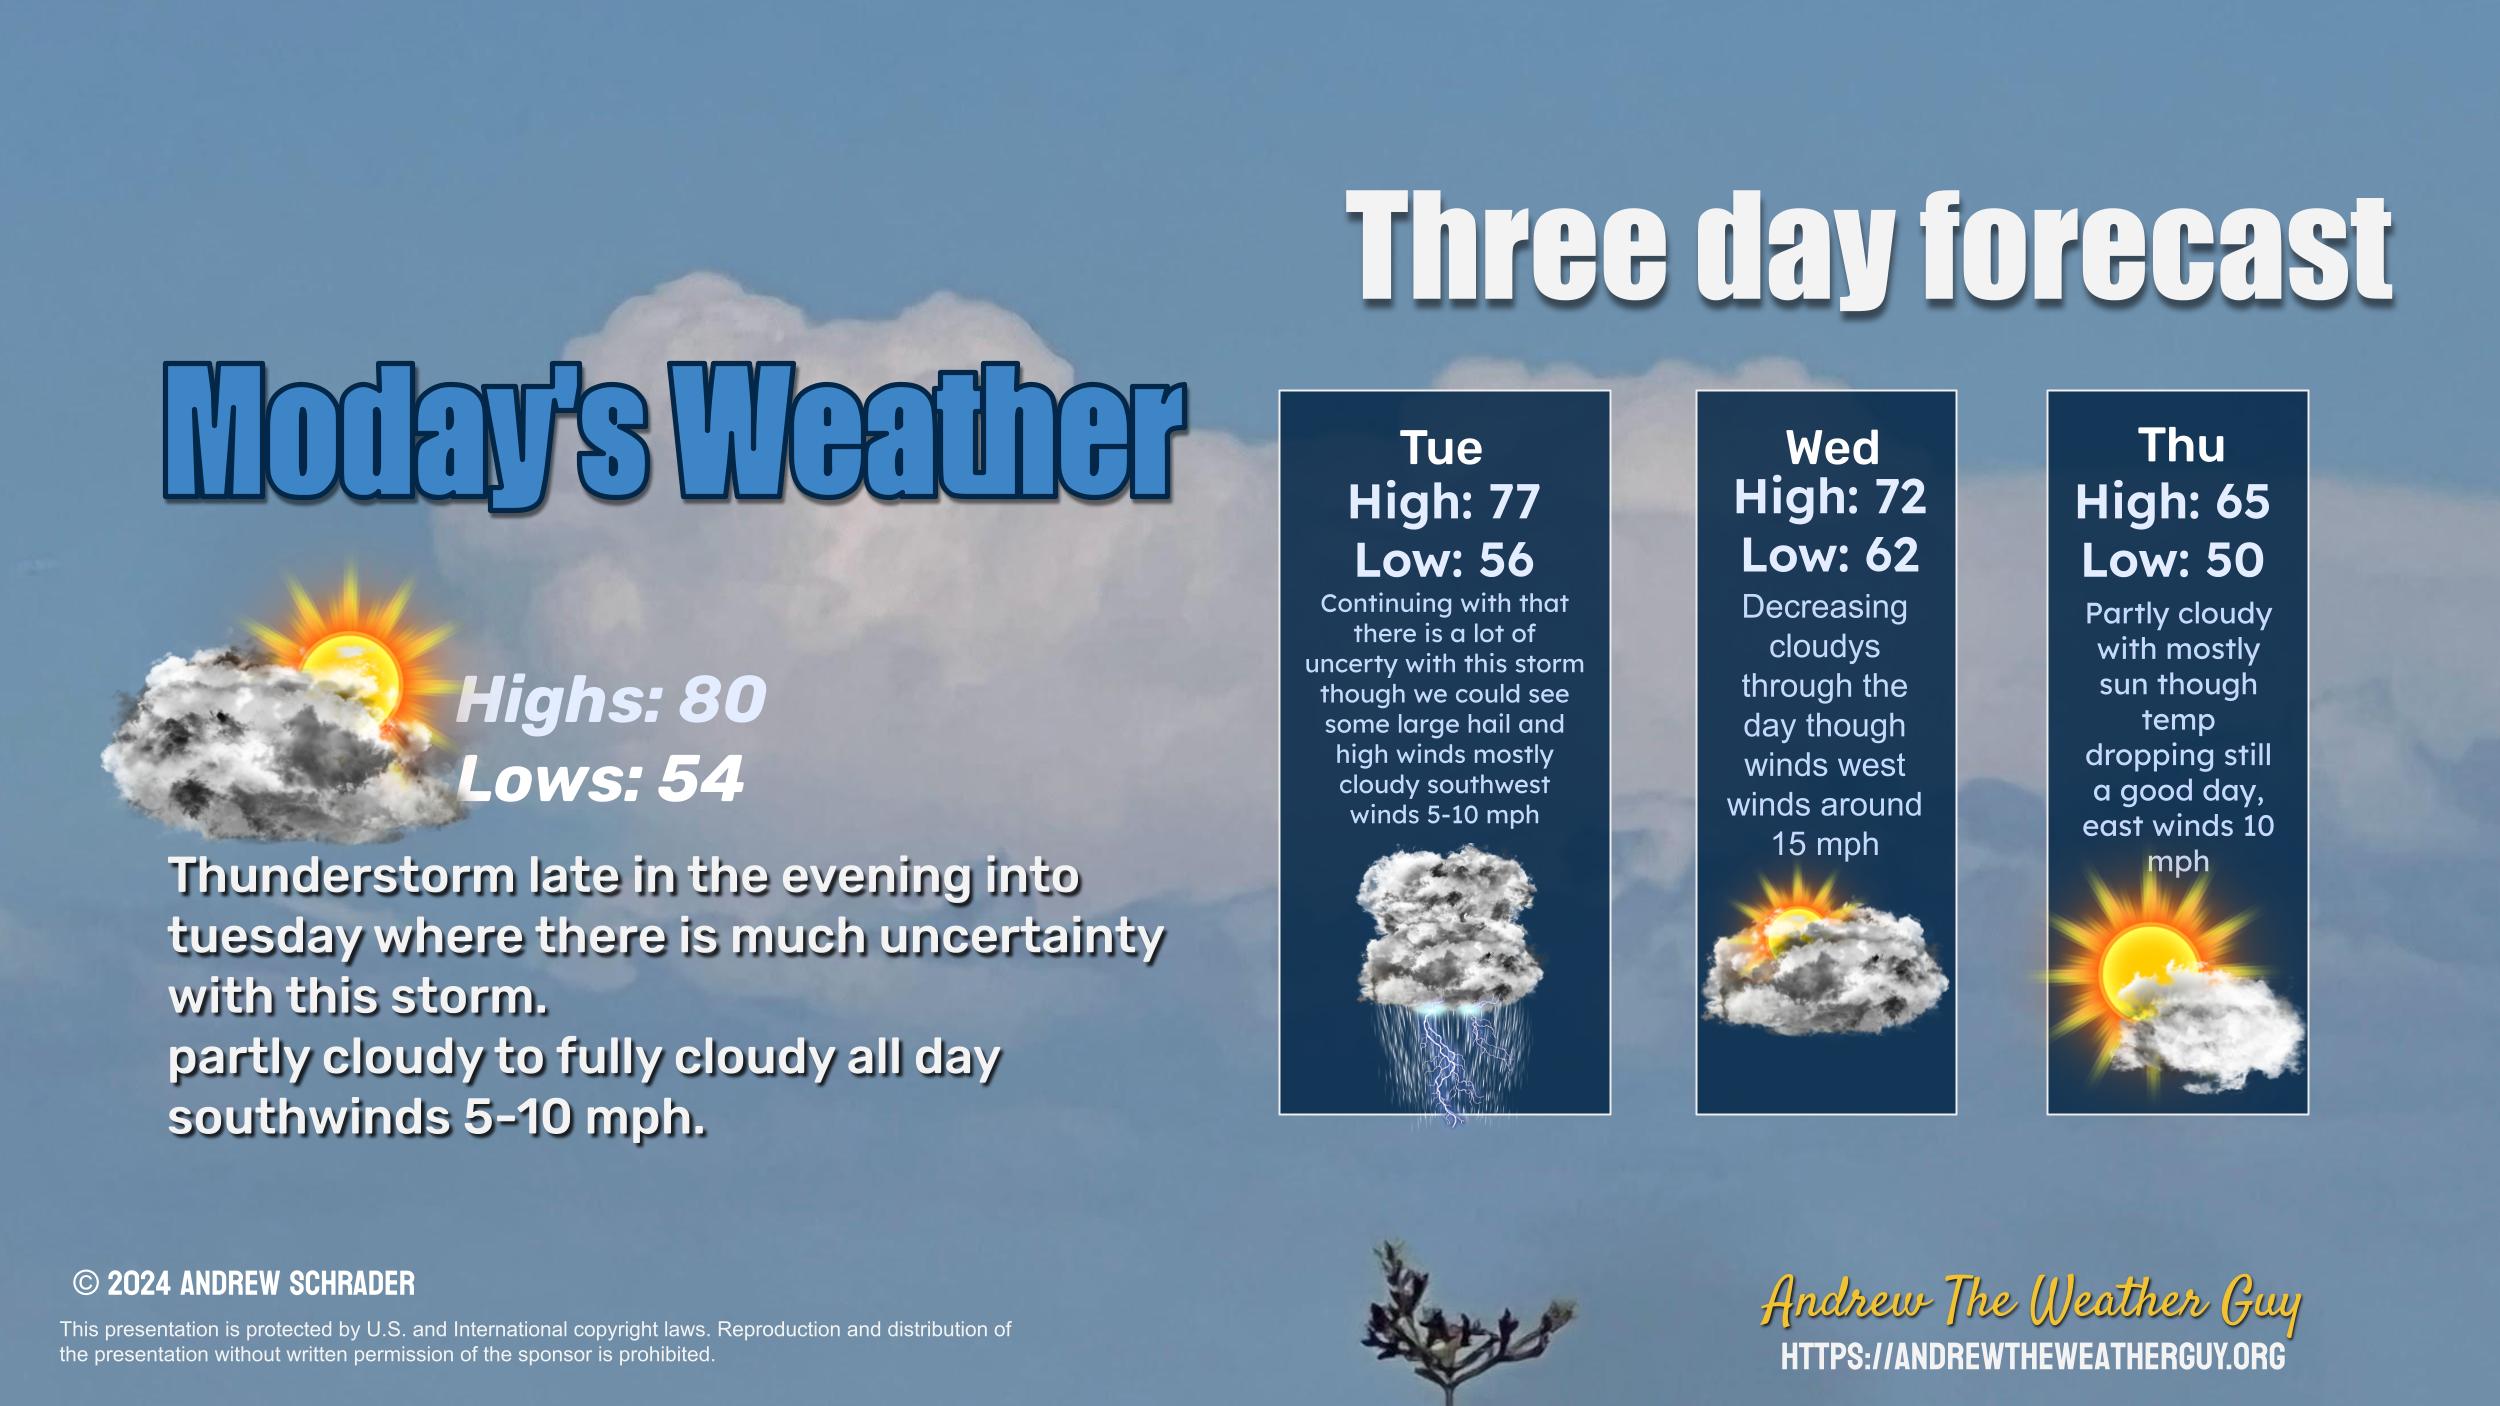 Three day forecast
Moday's Weather
Highs: 80
Lows: 54
Thunderstorm late in the evening into
tuesday where there is much uncertainty
with this storm.
partly cloudy to fully cloudy all day
southwinds 5-10 mph.
Tue
High: 77
Low: 56
Continuing with that
there is a lot of
uncerty with this storm
though we could see
some large hail and
high winds mostly
cloudy southwest
winds 5-10 mph
Wed
High: 72
Low: 62
Decreasing
cloudys
through the
day though
winds west
winds around
15 mph
Thu
High: 65
Low: 50
Partly cloudy
with mostly
sun though
temp
dropping still
a good day,
east winds 10
mph
© 2024 ANDREW SCHRADER
This presentation is protected by U.S. and International copyright laws. Reproduction and distribution of
the presentation without written permission of the sponsor is prohibited.
Andrew The Weather Guy
HTTPS://ANDREWTHEWEATHERGUY.ORG